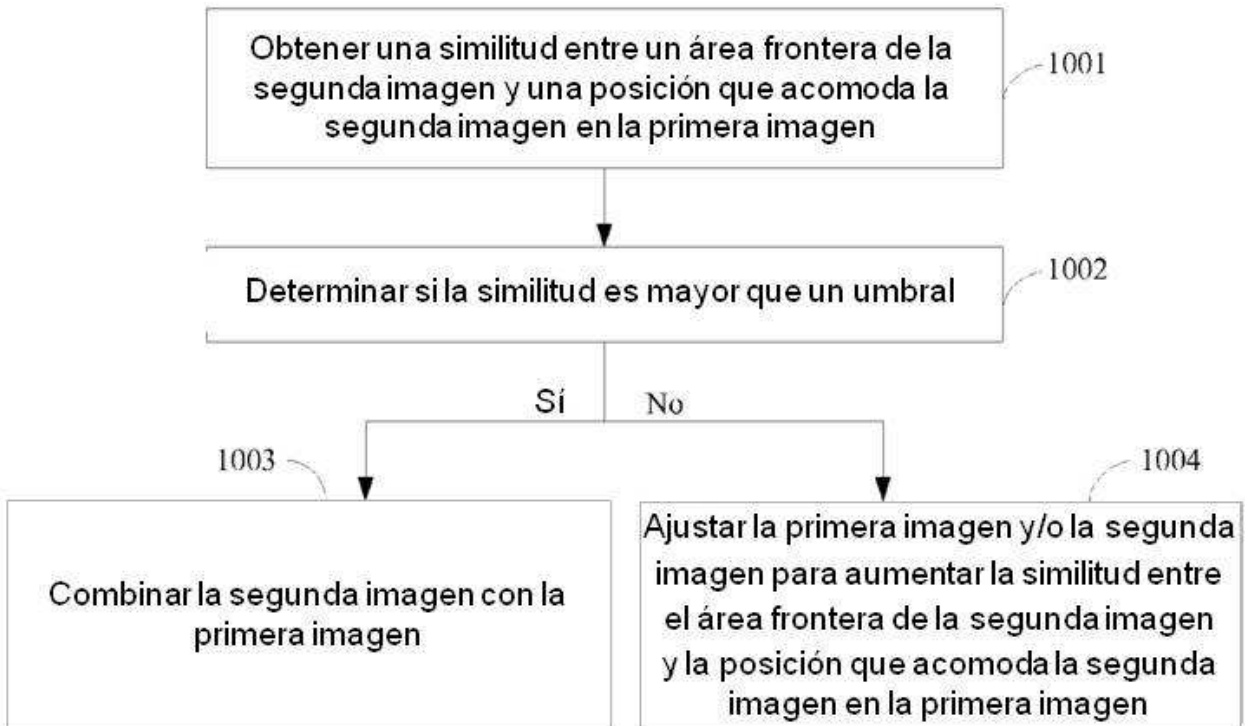 Obtener una similitud entre un área frontera de la
segunda imagen y una posición que acomoda la
segunda imagen en la primera imagen
1001
Determinar si la similitud es mayor que un umbral
1002
Sí
No
1003
1004
Combinar la segunda imagen con la
primera imagen
Ajustar la primera imagen y/o la segunda
imagen para aumentar la similitud entre
el área frontera de la segunda imagen
y la posición que acomoda la segunda
imagen en la primera imagen